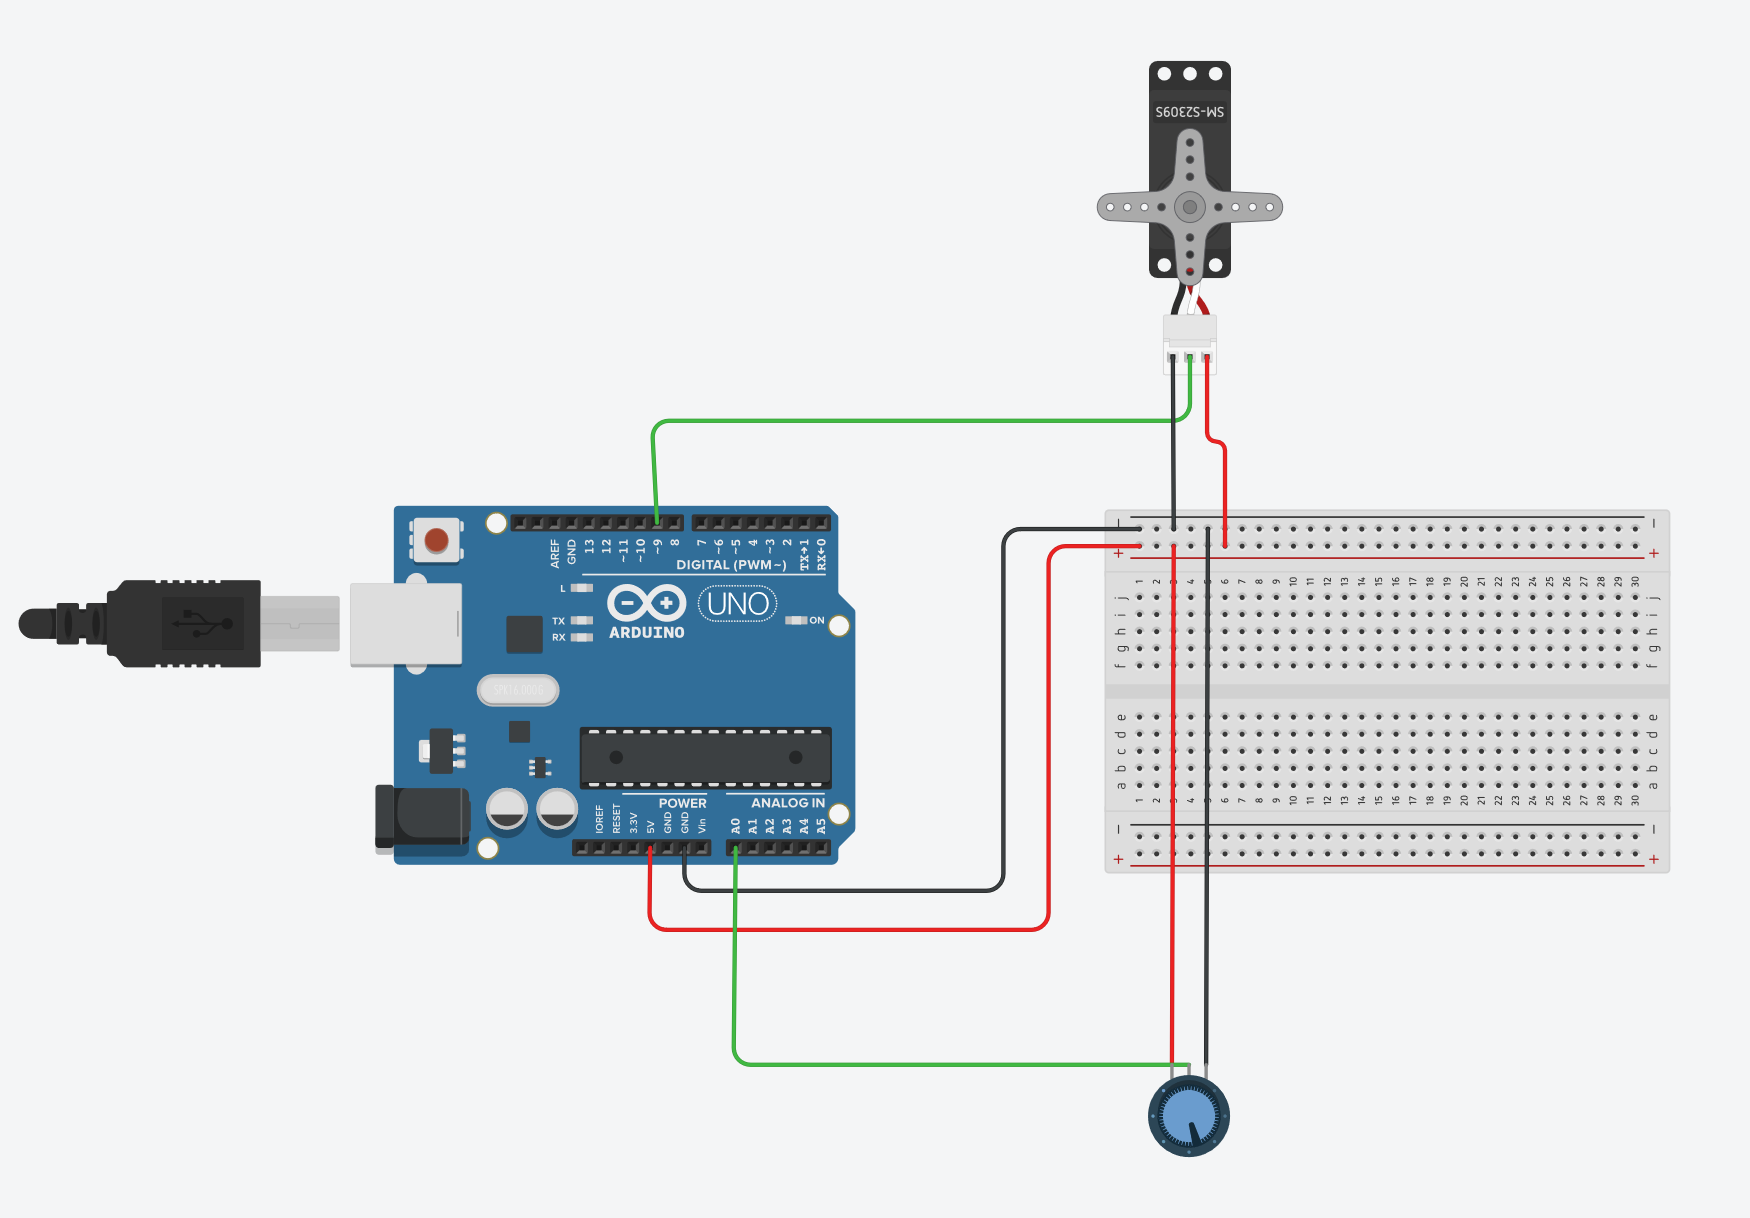 SM-S2309S
AREF
GND
13
12
~11
~10
~9
8
7
~6
~5
4
~3
2
TX→1
RX←0
DIGITAL (PWM~)
L
TX
RX
ARDUINO
UNO
ON
SPK16.000G
POWER
ANALOG IN
IOREF
RESET
3.3V
5V
GND
GND
Vin
A0
A1
A2
A3
A4
A5
− −
+ +
1 2 3 4 5 6 7 8 9 10 11 12 13 14 15 16 17 18 19 20 21 22 23 24 25 26 27 28 29 30
j j
i i
h h
g g
f f
e e
d d
c c
b b
a a
1 2 3 4 5 6 7 8 9 10 11 12 13 14 15 16 17 18 19 20 21 22 23 24 25 26 27 28 29 30
− −
+ +